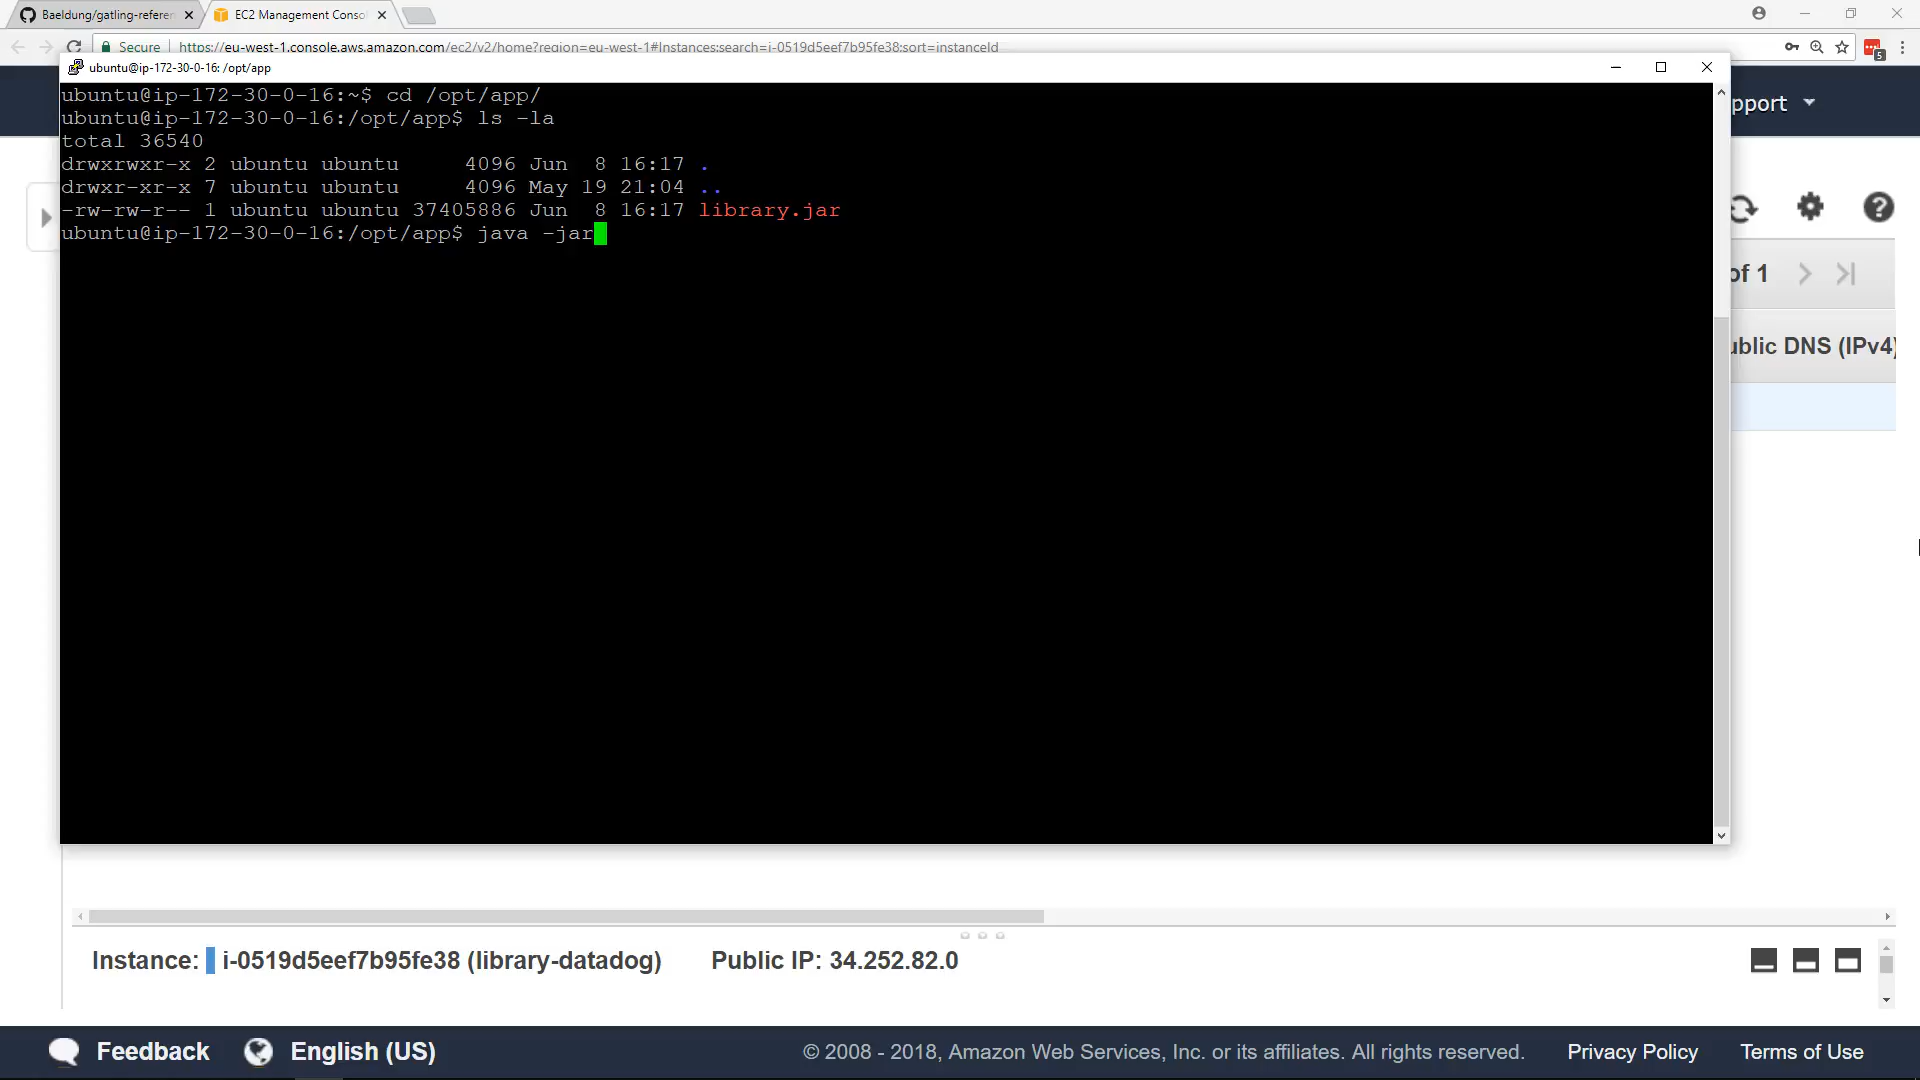 Baeldung/gatling-referen
EC2 Management Conso
Secure
https://eu-west-1.console.aws.amazon.com/ec2/v2/home?region=eu-west-1#Instances:search=i-0519d5eef7b95fe38;sort=instanceId
5
ubuntu@ip-172-30-0-16: /opt/app
pport
ubuntu@ip-172-30-0-16:~$ cd /opt/app/
ubuntu@ip-172-30-0-16:/opt/app$ ls -la
total 36540
drwxrwxr-x 2 ubuntu ubuntu     4096 Jun  8 16:17 .
drwxr-xr-x 7 ubuntu ubuntu     4096 May 19 21:04 ..
-rw-rw-r-- 1 ubuntu ubuntu 37405886 Jun  8 16:17 library.jar
ubuntu@ip-172-30-0-16:/opt/app$ java -jar
of 1
ublic DNS (IPv4)
Instance: i-0519d5eef7b95fe38 (library-datadog) Public IP: 34.252.82.0
Feedback English (US) © 2008 - 2018, Amazon Web Services, Inc. or its affiliates. All rights reserved. Privacy Policy Terms of Use